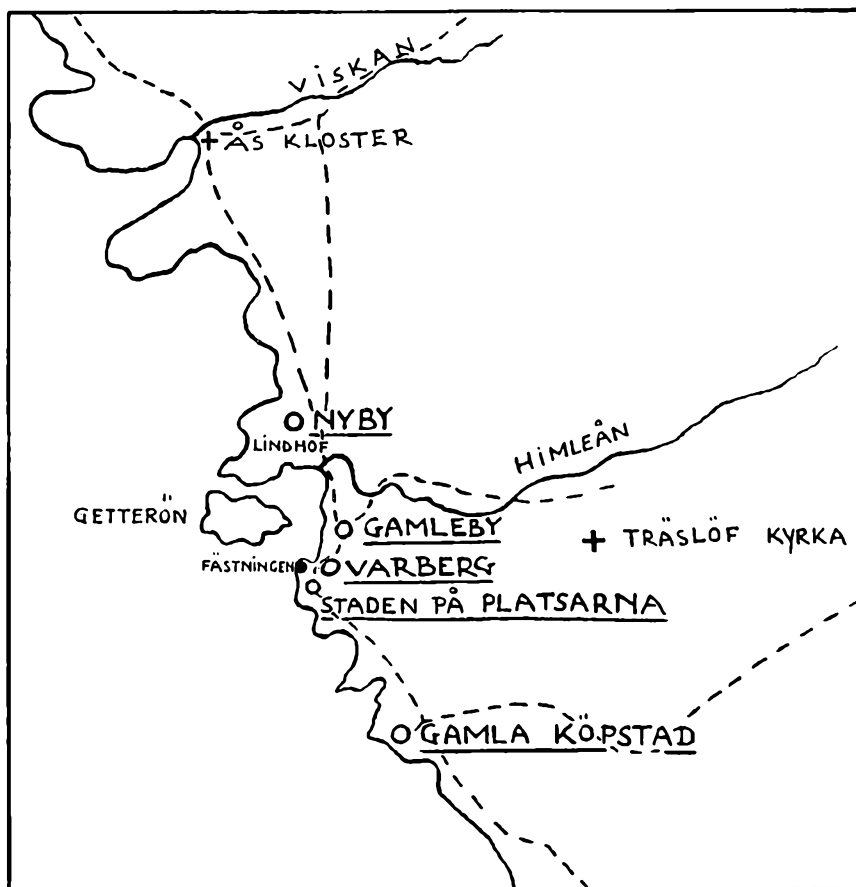 VISKAN
ÅS KLOSTER
NYBY
LINDHOF
HIMLEÅN
GETTERÖN
GAMLEBY
TRÄSLÖF KYRKA
FÄSTNINGEN
VARBERG
STADEN PÅ PLATSARNA
GAMLA KÖPSTAD